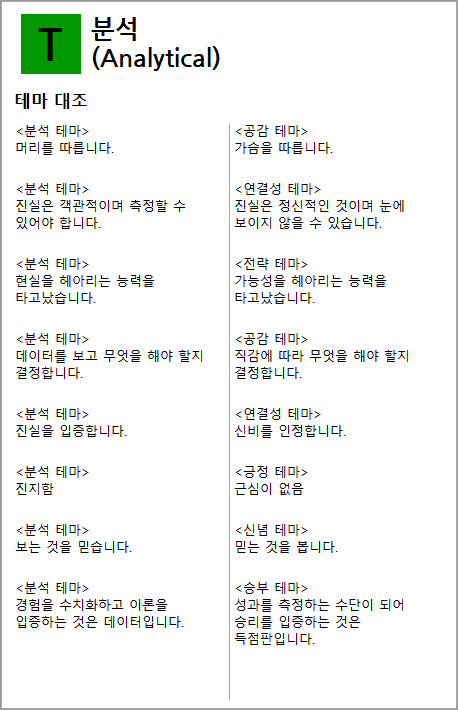 T
분석
(Analytical)
테마 대조
<분석 테마>
머리를 따릅니다.
<공감 테마>
가슴을 따릅니다.
<분석 테마>
진실은 객관적이며 측정할 수
있어야 합니다.
<연결성 테마>
진실은 정신적인 것이며 눈에
보이지 않을 수 있습니다.
<분석 테마>
현실을 헤아리는 능력을
타고났습니다.
<전략 테마>
가능성을 헤아리는 능력을
타고났습니다.
<분석 테마>
데이터를 보고 무엇을 해야 할지
결정합니다.
<공감 테마>
직감에 따라 무엇을 해야 할지
결정합니다.
<분석 테마>
진실을 입증합니다.
<연결성 테마>
신비를 인정합니다.
<분석 테마>
진지함
<긍정 테마>
근심이 없음
<분석 테마>
보는 것을 믿습니다.
<신념 테마>
믿는 것을 봅니다.
<분석 테마>
경험을 수치화하고 이론을
입증하는 것은 데이터입니다.
<승부 테마>
성과를 측정하는 수단이 되어
승리를 입증하는 것은
득점판입니다.